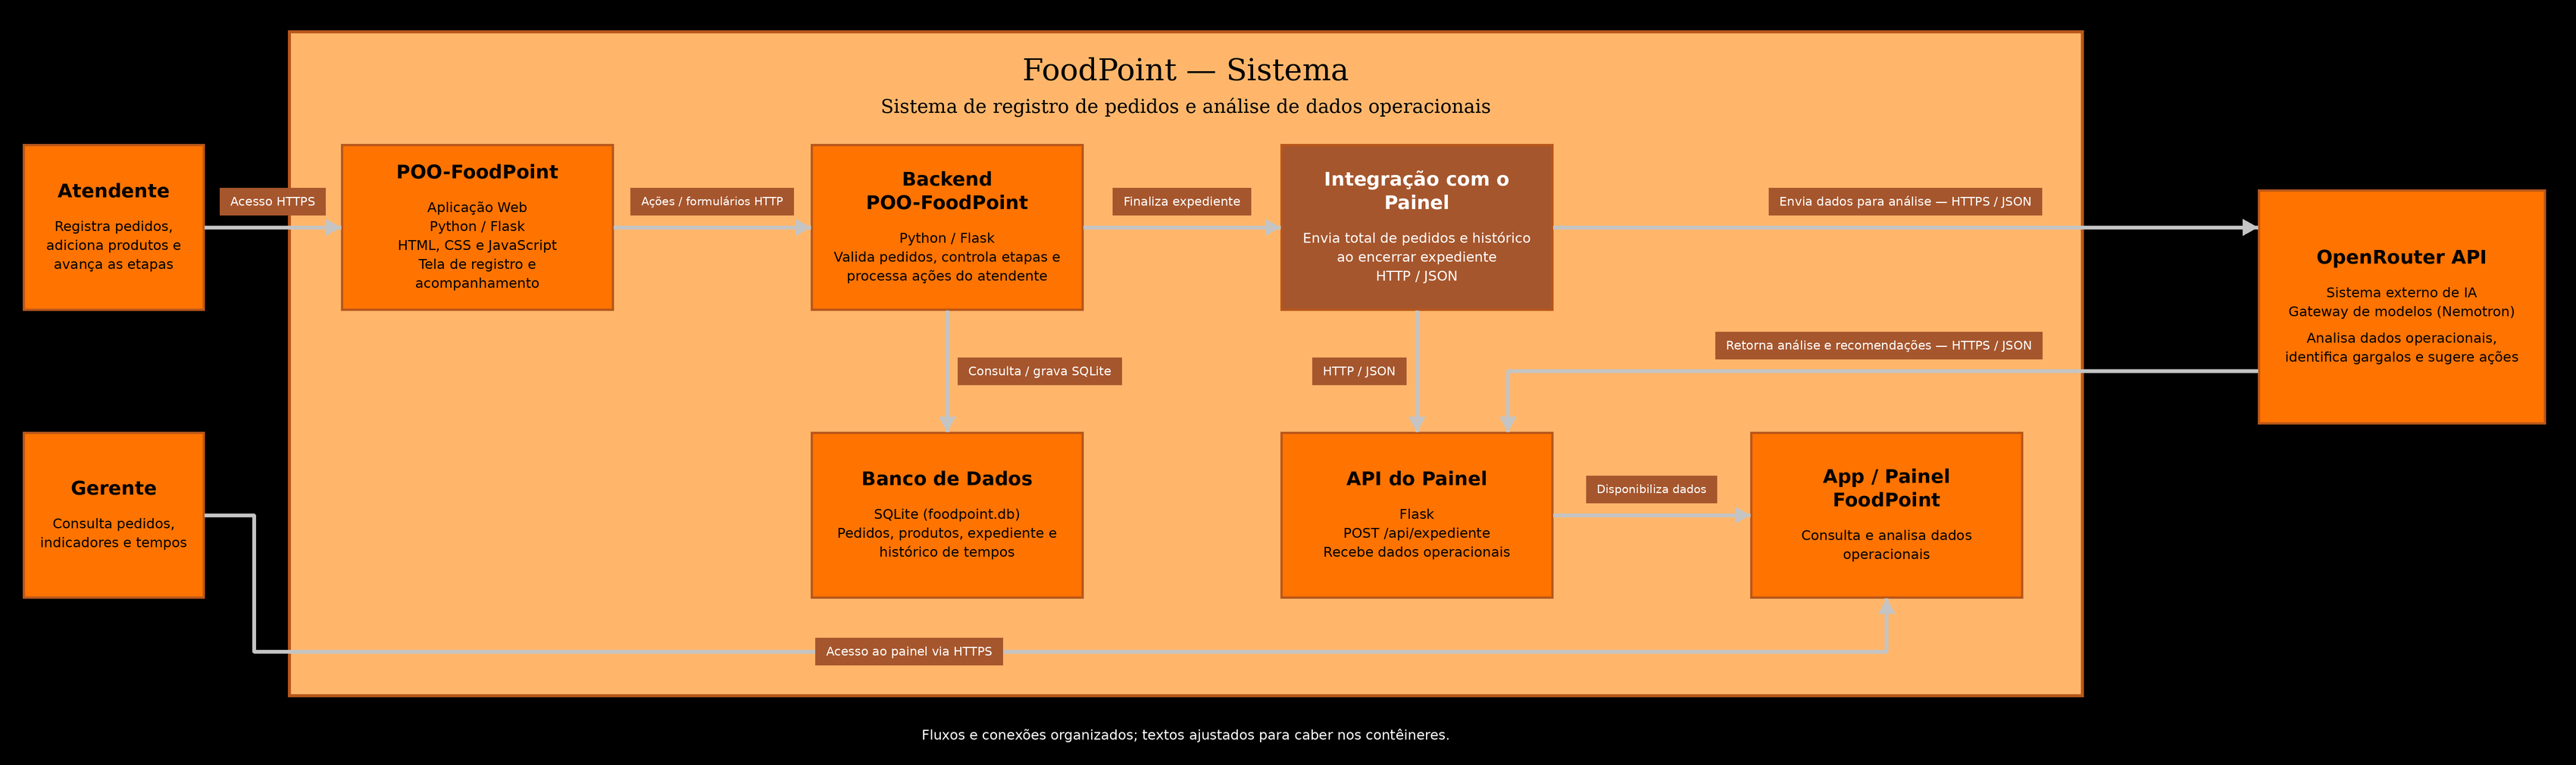 FoodPoint — Sistema
Sistema de registro de pedidos e análise de dados operacionais
Atendente
Registra pedidos,
adiciona produtos e
avança as etapas
Acesso HTTPS
POO-FoodPoint
Aplicação Web
Python / Flask
HTML, CSS e JavaScript
Tela de registro e
acompanhamento
Ações / formulários HTTP
Backend
POO-FoodPoint
Python / Flask
Valida pedidos, controla etapas e
processa ações do atendente
Finaliza expediente
Integração com o
Painel
Envia total de pedidos e histórico
ao encerrar expediente
HTTP / JSON
Envia dados para análise — HTTPS / JSON
OpenRouter API
Sistema externo de IA
Gateway de modelos (Nemotron)
Analisa dados operacionais,
identifica gargalos e sugere ações
Retorna análise e recomendações — HTTPS / JSON
Consulta / grava SQLite
HTTP / JSON
Gerente
Consulta pedidos,
indicadores e tempos
Banco de Dados
SQLite (foodpoint.db)
Pedidos, produtos, expediente e
histórico de tempos
API do Painel
Flask
POST /api/expediente
Recebe dados operacionais
Disponibiliza dados
App / Painel
FoodPoint
Consulta e analisa dados
operacionais
Acesso ao painel via HTTPS
Fluxos e conexões organizados; textos ajustados para caber nos contêineres.